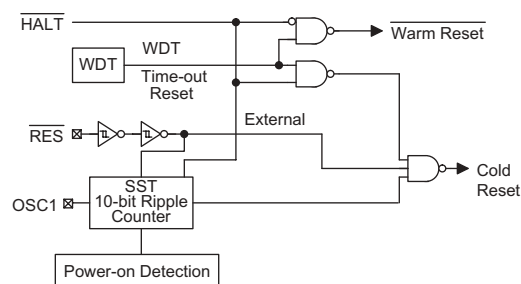 HALT
WDT
WDT
Time-out
Reset
Warm Reset
RES
External
OSC1
SST
10-bit Ripple
Counter
Cold
Reset
Power-on Detection